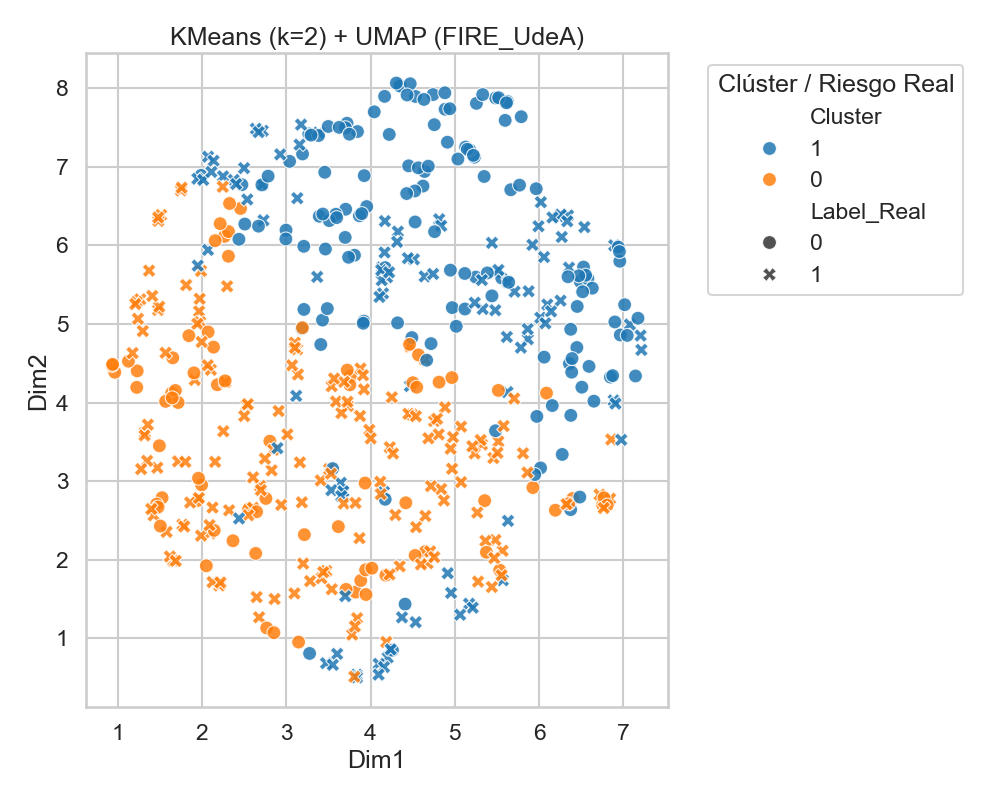 KMeans (k=2) + UMAP (FIRE_UdeA)
Clúster / Riesgo Real
Cluster
1
0
Label_Real
0
1
Dim2
8
7
6
5
4
3
2
1
1 2 3 4 5 6 7
Dim1